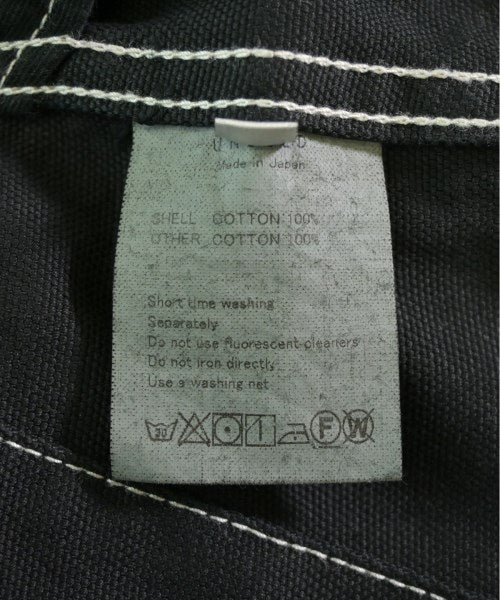 Made in Japan
SHELL COTTON 100%
OTHER COTTON 100%
Short time washing
Separately
Do not use fluorescent cleaners
Do not iron directly
Use a washing net
30 F W